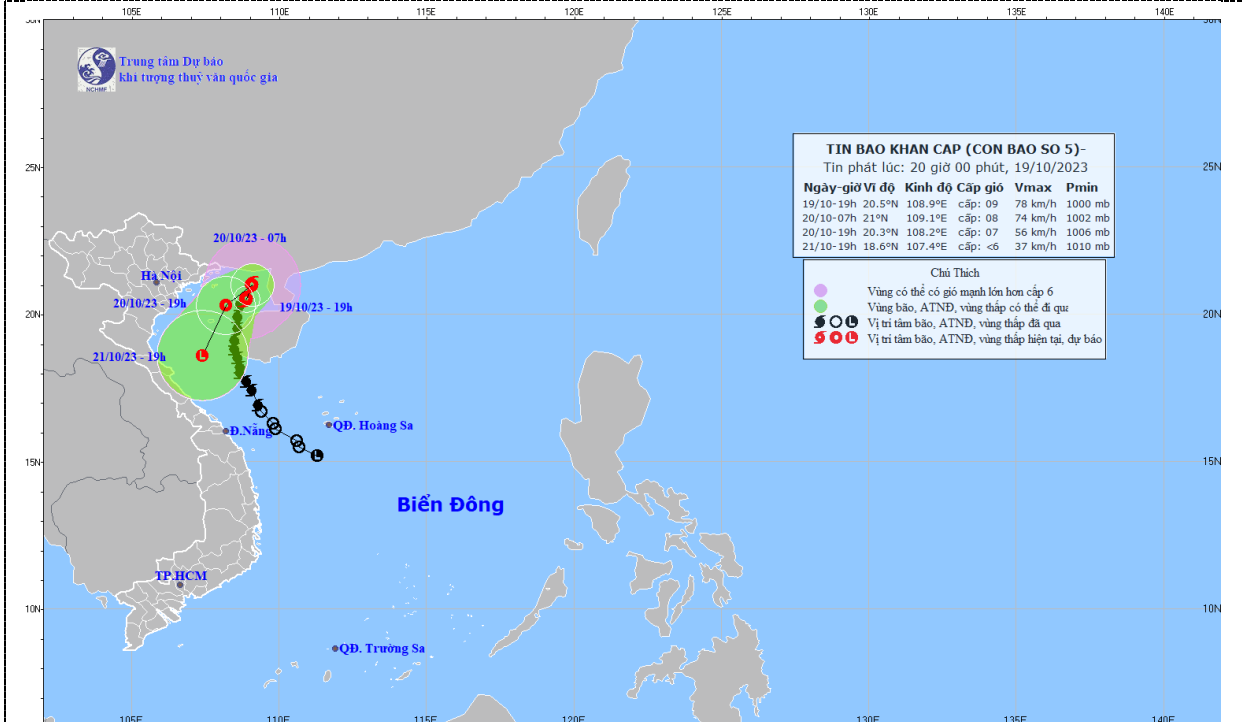 105E 110E 115E 120E 125E 130E 135E 140E
30N 30N
Trung tâm Dự báo
khí tượng thuỷ văn quốc gia
NCHMF
TIN BAO KHAN CAP (CON BAO SO 5)-
Tin phát lúc: 20 giờ 00 phút, 19/10/2023
Ngày-giờ Vĩ độ Kinh độ Cấp gió Vmax Pmin
19/10-19h 20.5°N 108.9°E cấp: 09 78 km/h 1000 mb
20/10-07h 21°N 109.1°E cấp: 08 74 km/h 1002 mb
20/10-19h 20.3°N 108.2°E cấp: 07 56 km/h 1006 mb
21/10-19h 18.6°N 107.4°E cấp: <6 37 km/h 1010 mb
25N 25N
Chú Thích
Vùng có thể có gió mạnh lớn hơn cấp 6
Vùng bão, ATNĐ, vùng thấp có thể đi qua
L Vị trí tâm bão, ATNĐ, vùng thấp đã qua
L Vị trí tâm bão, ATNĐ, vùng thấp hiện tại, dự báo
20/10/23 - 07h
Hà Nội
20/10/23 - 19h
19/10/23 - 19h
20N 20N
21/10/23 - 19h
L
Đ.Nẵng
QĐ. Hoàng Sa
L
15N 15N
Biển Đông
TP.HCM
10N 10N
QĐ. Trường Sa
105E 110E 115E 120E 125E 130E 135E 140E